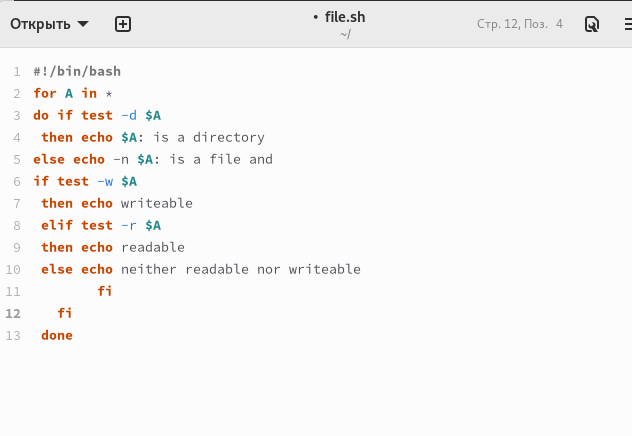 Открыть
• file.sh
~/
Стр. 12, Поз. 4
1 #!/bin/bash
2 for A in *
3 do if test -d $A
4 then echo $A: is a directory
5 else echo -n $A: is a file and
6 if test -w $A
7 then echo writeable
8 elif test -r $A
9 then echo readable
10 else echo neither readable nor writeable
11 fi
12 fi
13 done